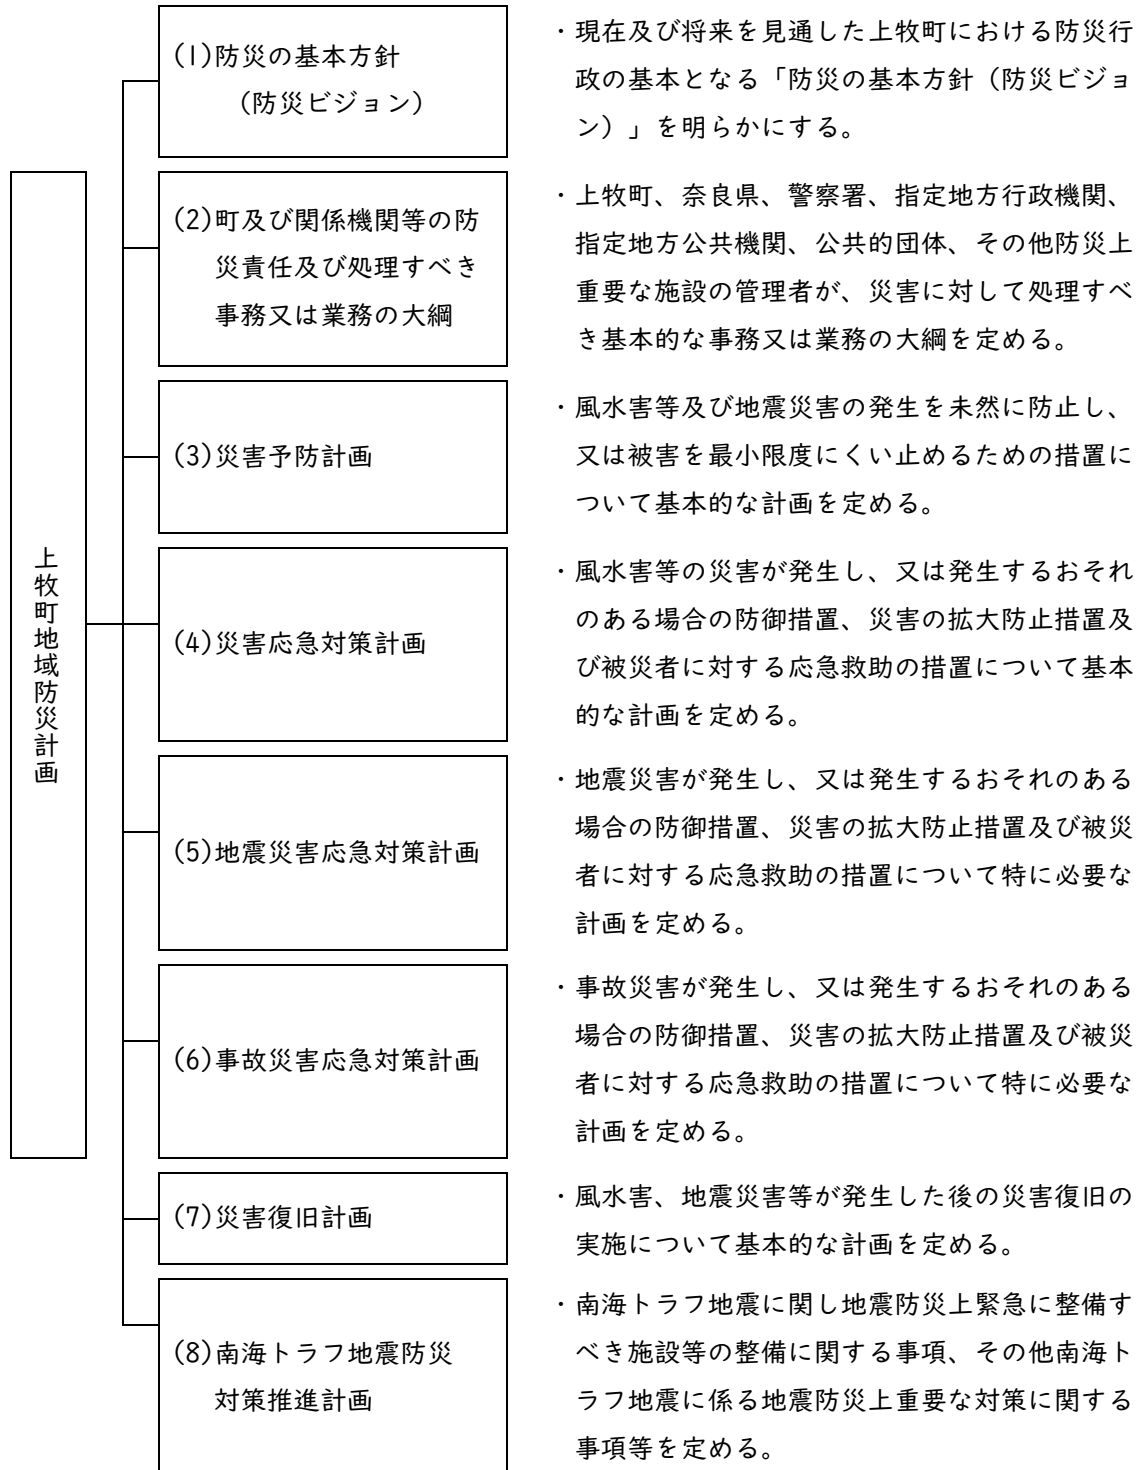 上牧町地域防災計画
(1)防災の基本方針
(防災ビジョン)
・現在及び将来を見通した上牧町における防災行
政の基本となる「防災の基本方針（防災ビジョ
ン）」を明らかにする。
(2)町及び関係機関等の防
災責任及び処理すべき
事務又は業務の大綱
・上牧町、奈良県、警察署、指定地方行政機関、
指定地方公共機関、公共的団体、その他防災上
重要な施設の管理者が、災害に対して処理すべ
き基本的な事務又は業務の大綱を定める。
(3)災害予防計画
・風水害等及び地震災害の発生を未然に防止し、
又は被害を最小限度にくい止めるための措置に
ついて基本的な計画を定める。
(4)災害応急対策計画
・風水害等の災害が発生し、又は発生するおそれ
のある場合の防御措置、災害の拡大防止措置及
び被災者に対する応急救助の措置について基本
的な計画を定める。
(5)地震災害応急対策計画
・地震災害が発生し、又は発生するおそれのある
場合の防御措置、災害の拡大防止措置及び被災
者に対する応急救助の措置について特に必要な
計画を定める。
(6)事故災害応急対策計画
・事故災害が発生し、又は発生するおそれのある
場合の防御措置、災害の拡大防止措置及び被災
者に対する応急救助の措置について特に必要な
計画を定める。
(7)災害復旧計画
・風水害、地震災害等が発生した後の災害復旧の
実施について基本的な計画を定める。
(8)南海トラフ地震防災
対策推進計画
・南海トラフ地震に関し地震防災上緊急に整備す
べき施設等の整備に関する事項、その他南海ト
ラフ地震に係る地震防災上重要な対策に関する
事項等を定める。